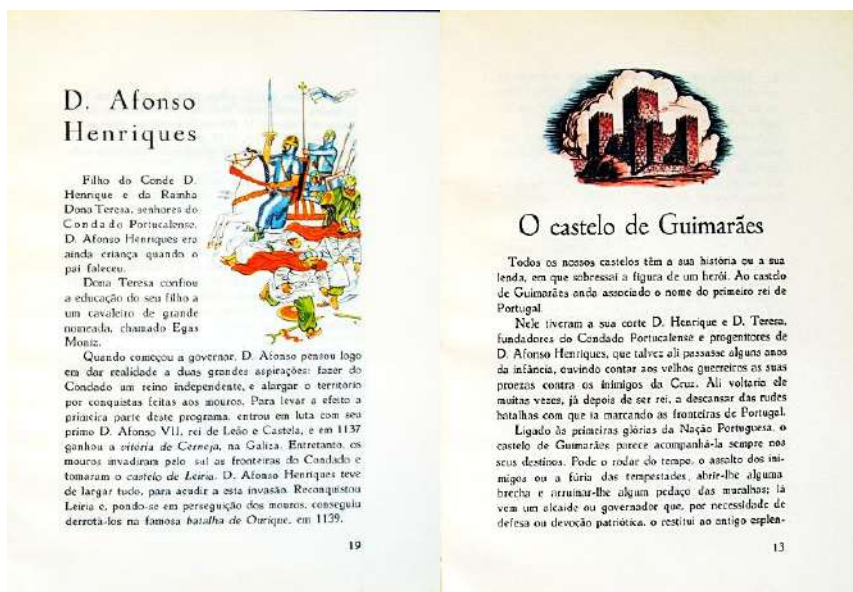 D. Afonso
Henriques
Filho do Conde D.
Henrique e da Rainha
Dona Teresa, senhores do
Condado Portucalense,
D. Afonso Henriques era
ainda criança quando o
pai faleceu.
Dona Teresa confiou
a educação do seu filho a
um cavaleiro de grande
nomeada, chamado Egas
Moniz.
Quando começou a governar, D. Afonso pensou logo
em dar realidade a duas grandes aspirações: fazer do
Condado um reino independente, e alargar o território
por conquistas feitas aos mouros. Para levar a efeito a
primeira parte deste programa, entrou em luta com seu
primo D. Afonso VII, rei de Leão e Castela, e em 1137
ganhou a vitória de Cerneja, na Galiza. Entretanto, os
mouros invadiram pelo sul as fronteiras do Condado e
tomaram o castelo de Leiria. D. Afonso Henriques teve
de largar tudo, para acudir a esta invasão. Reconquistou
Leiria e, pondo-se em perseguição dos mouros, conseguiu
derrotá-los na famosa batalha de Ourique, em 1139.
19
O castelo de Guimarães
Todos os nossos castelos têm a sua história ou a sua
lenda, em que sobressai a figura de um herói. Ao castelo
de Guimarães anda associado o nome do primeiro rei de
Portugal.
Nele tiveram a sua corte D. Henrique e D. Teresa,
fundadores do Condado Portucalense e progenitores de
D. Afonso Henriques, que talvez ali passasse alguns anos
da infância, ouvindo contar aos velhos guerreiros as suas
proezas contra os inimigos da Cruz. Ali voltaria ele
muitas vezes, já depois de ser rei, a descansar das rudes
batalhas com que ia marcando as fronteiras de Portugal.
Ligado às primeiras glórias da Nação Portuguesa, o
castelo de Guimarães parece acompanhá-la sempre nos
seus destinos. Pode o rodar do tempo, o assalto dos ini-
migos ou a fúria das tempestades, abrir-lhe alguma
brecha e arruinar-lhe algum pedaço das muralhas; lá
vem um alcaide ou governador que, por necessidade de
defesa ou devoção patriótica, o restitui ao antigo esplen-
13